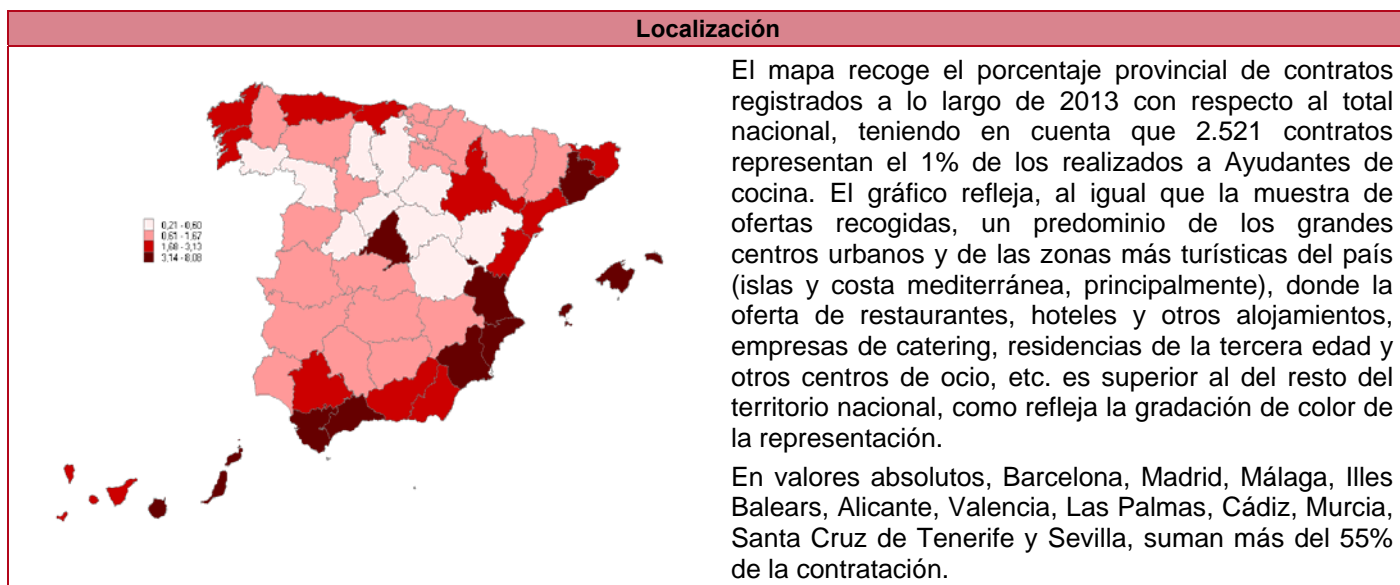 Localización
0,21 - 0,60
0,61 - 1,67
1,68 - 3,13
3,14 - 8,08
El mapa recoge el porcentaje provincial de contratos
registrados a lo largo de 2013 con respecto al total
nacional, teniendo en cuenta que 2.521 contratos
representan el 1% de los realizados a Ayudantes de
cocina. El gráfico refleja, al igual que la muestra de
ofertas recogidas, un predominio de los grandes
centros urbanos y de las zonas más turísticas del país
(islas y costa mediterránea, principalmente), donde la
oferta de restaurantes, hoteles y otros alojamientos,
empresas de catering, residencias de la tercera edad y
otros centros de ocio, etc. es superior al del resto del
territorio nacional, como refleja la gradación de color de
la representación.
En valores absolutos, Barcelona, Madrid, Málaga, Illes
Balears, Alicante, Valencia, Las Palmas, Cádiz, Murcia,
Santa Cruz de Tenerife y Sevilla, suman más del 55%
de la contratación.